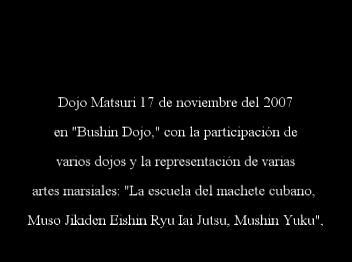 Dojo Matsuri 17 de noviembre del 2007
en "Bushin Dojo," con la participación de
varios dojos y la representación de varias
artes marsiales: "La escuela del machete cubano,
Muso Jikiden Eishin Ryu Iai Jutsu, Mushin Yuku",